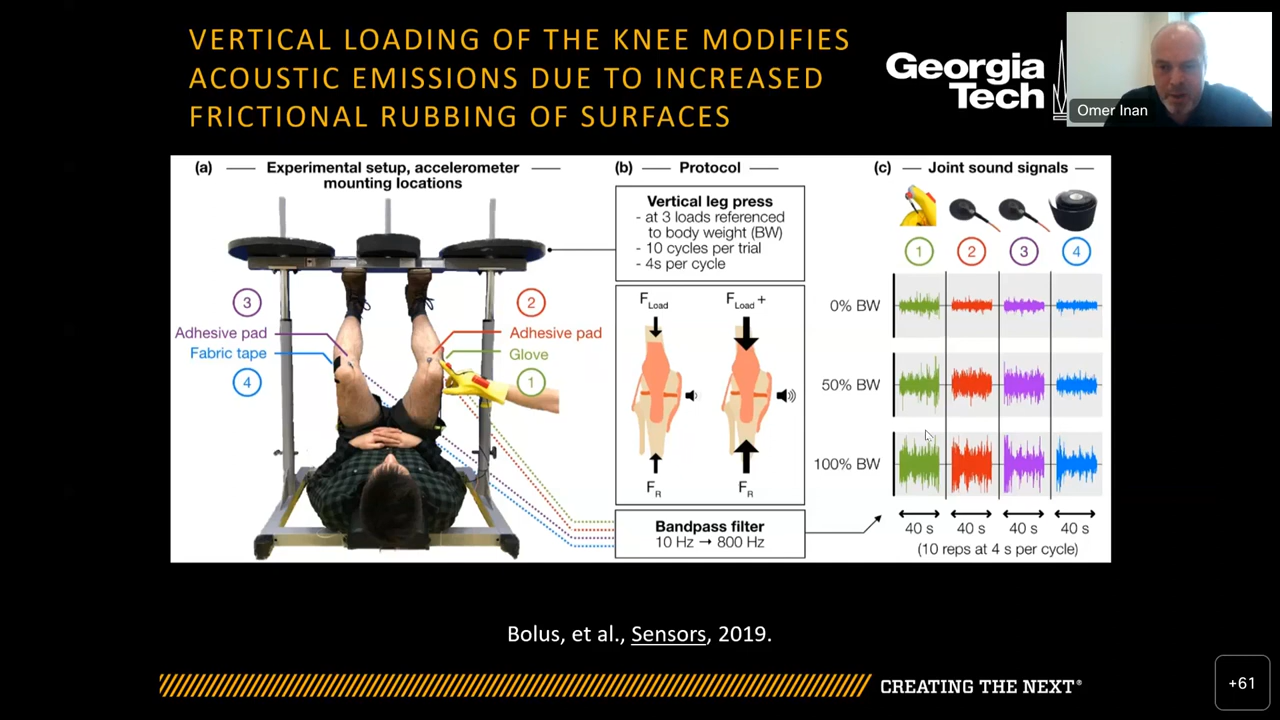 VERTICAL LOADING OF THE KNEE MODIFIES
ACOUSTIC EMISSIONS DUE TO INCREASED
FRICTIONAL RUBBING OF SURFACES
Georgia
Tech
Omer Inan
(a)
Experimental setup, accelerometer
mounting locations
3
2
Adhesive pad
Fabric tape
4
Adhesive pad
Glove
1
(b)
Protocol
Vertical leg press
- at 3 loads referenced
to body weight (BW)
- 10 cycles per trial
- 4s per cycle
FLoad
FLoad +
FR
FR
Bandpass filter
10 Hz → 800 Hz
(c)
Joint sound signals
1 2 3 4
0% BW
50% BW
100% BW
40 s 40 s 40 s 40 s
(10 reps at 4 s per cycle)
Bolus, et al., Sensors, 2019.
CREATING THE NEXT®
+61